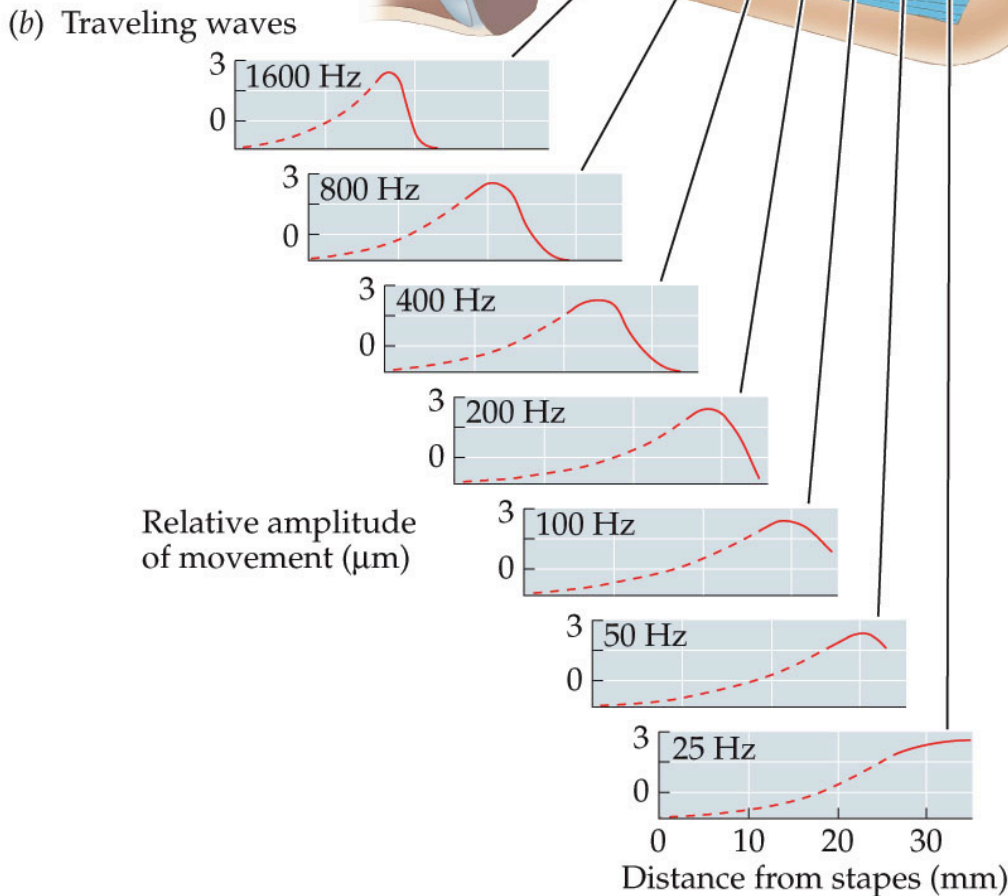 (b) Traveling waves
3
1600 Hz
0
3
800 Hz
0
3
400 Hz
0
3
200 Hz
0
3
100 Hz
0
Relative amplitude
of movement (μm)
3
50 Hz
0
3
25 Hz
0
0 10 20 30
Distance from stapes (mm)